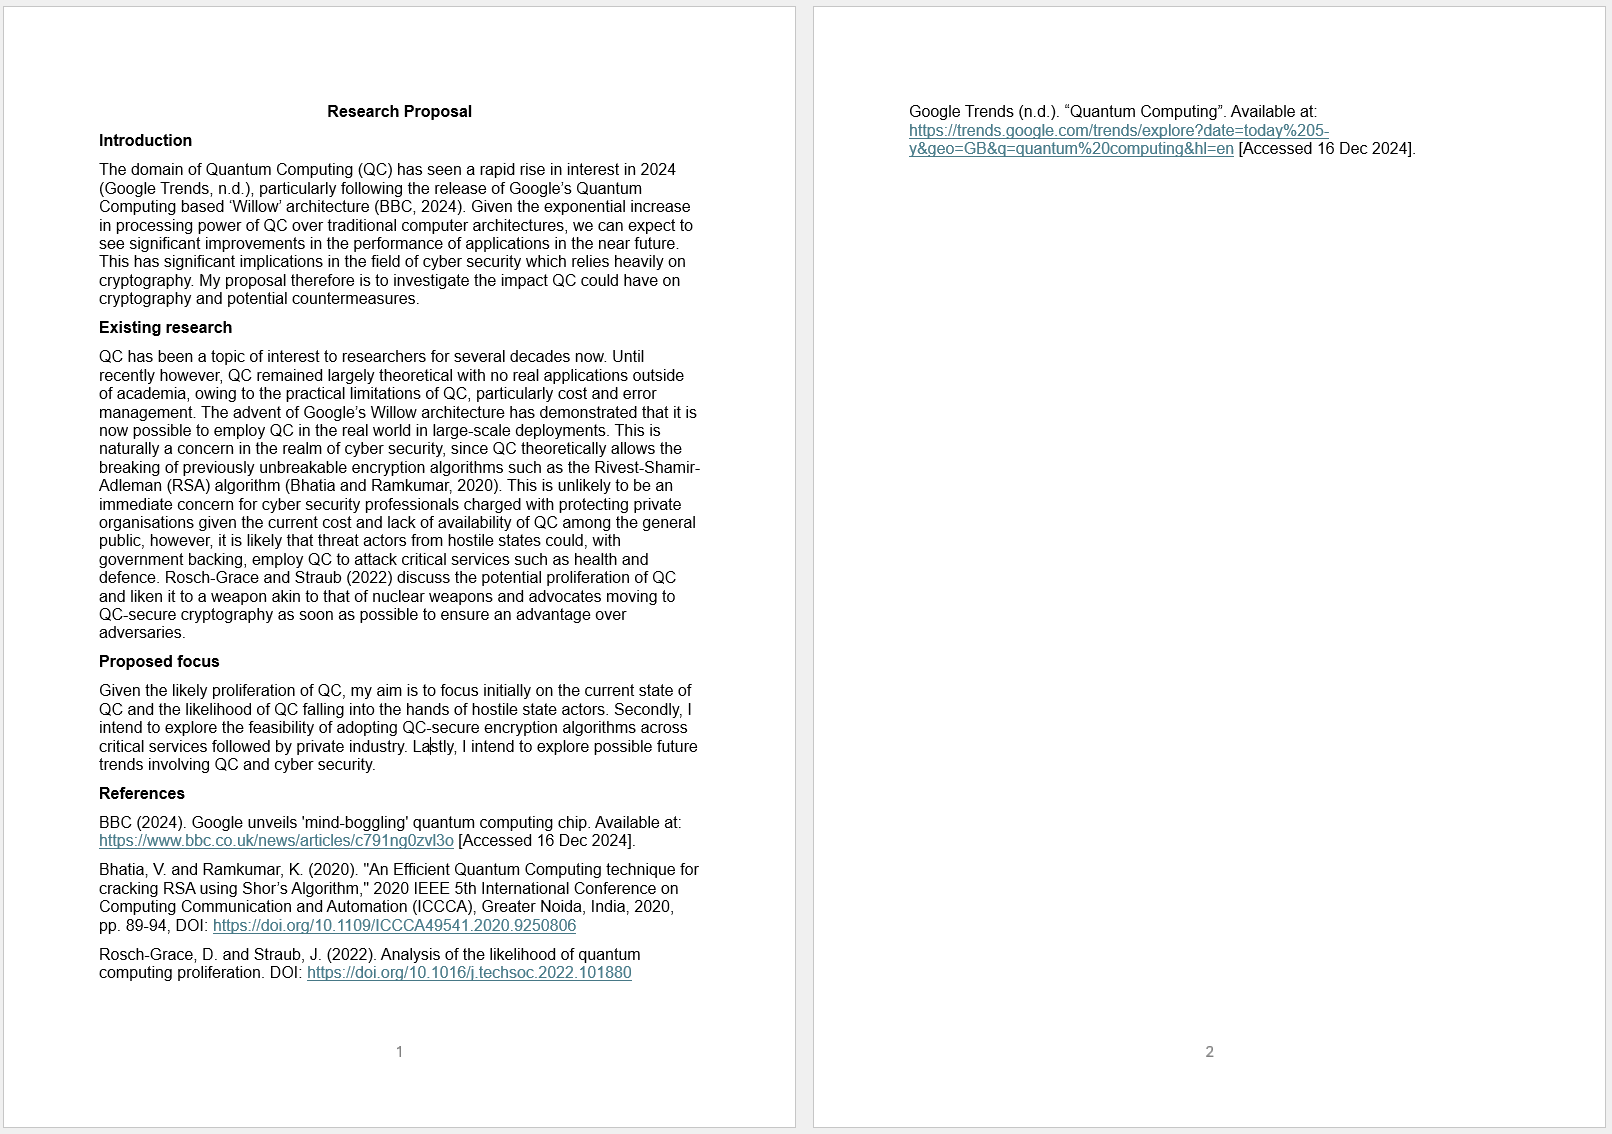 Research Proposal
Introduction
The domain of Quantum Computing (QC) has seen a rapid rise in interest in 2024
(Google Trends, n.d.), particularly following the release of Google’s Quantum
Computing based ‘Willow’ architecture (BBC, 2024). Given the exponential increase
in processing power of QC over traditional computer architectures, we can expect to
see significant improvements in the performance of applications in the near future.
This has significant implications in the field of cyber security which relies heavily on
cryptography. My proposal therefore is to investigate the impact QC could have on
cryptography and potential countermeasures.
Existing research
QC has been a topic of interest to researchers for several decades now. Until
recently however, QC remained largely theoretical with no real applications outside
of academia, owing to the practical limitations of QC, particularly cost and error
management. The advent of Google’s Willow architecture has demonstrated that it is
now possible to employ QC in the real world in large-scale deployments. This is
naturally a concern in the realm of cyber security, since QC theoretically allows the
breaking of previously unbreakable encryption algorithms such as the Rivest-Shamir-
Adleman (RSA) algorithm (Bhatia and Ramkumar, 2020). This is unlikely to be an
immediate concern for cyber security professionals charged with protecting private
organisations given the current cost and lack of availability of QC among the general
public, however, it is likely that threat actors from hostile states could, with
government backing, employ QC to attack critical services such as health and
defence. Rosch-Grace and Straub (2022) discuss the potential proliferation of QC
and liken it to a weapon akin to that of nuclear weapons and advocates moving to
QC-secure cryptography as soon as possible to ensure an advantage over
adversaries.
Proposed focus
Given the likely proliferation of QC, my aim is to focus initially on the current state of
QC and the likelihood of QC falling into the hands of hostile state actors. Secondly, I
intend to explore the feasibility of adopting QC-secure encryption algorithms across
critical services followed by private industry. Lastly, I intend to explore possible future
trends involving QC and cyber security.
References
BBC (2024). Google unveils 'mind-boggling' quantum computing chip. Available at:
https://www.bbc.co.uk/news/articles/c791ng0zvl3o [Accessed 16 Dec 2024].
Bhatia, V. and Ramkumar, K. (2020). "An Efficient Quantum Computing technique for
cracking RSA using Shor’s Algorithm," 2020 IEEE 5th International Conference on
Computing Communication and Automation (ICCCA), Greater Noida, India, 2020,
pp. 89-94, DOI: https://doi.org/10.1109/ICCCA49541.2020.9250806
Rosch-Grace, D. and Straub, J. (2022). Analysis of the likelihood of quantum
computing proliferation. DOI: https://doi.org/10.1016/j.techsoc.2022.101880
1
Google Trends (n.d.). “Quantum Computing”. Available at:
https://trends.google.com/trends/explore?date=today%205-
y&geo=GB&q=quantum%20computing&hl=en [Accessed 16 Dec 2024].
2